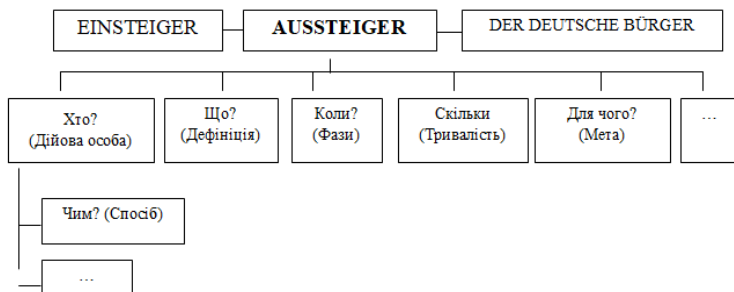 EINSTEIGER
AUSSTEIGER
DER DEUTSCHE BÜRGER
Хто?
(Дійова особа)
Що?
(Дефініція)
Коли?
(Фази)
Скільки
(Тривалість)
Для чого?
(Мета)
…
Чим? (Спосіб)
…